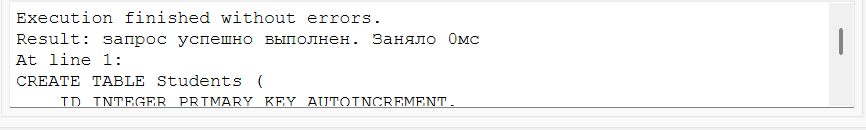 Execution finished without errors.
Result: запрос успешно выполнен. Заняло 0мс
At line 1:
CREATE TABLE Students (
ID INTEGER PRIMARY KEY AUTOINCREMENT,